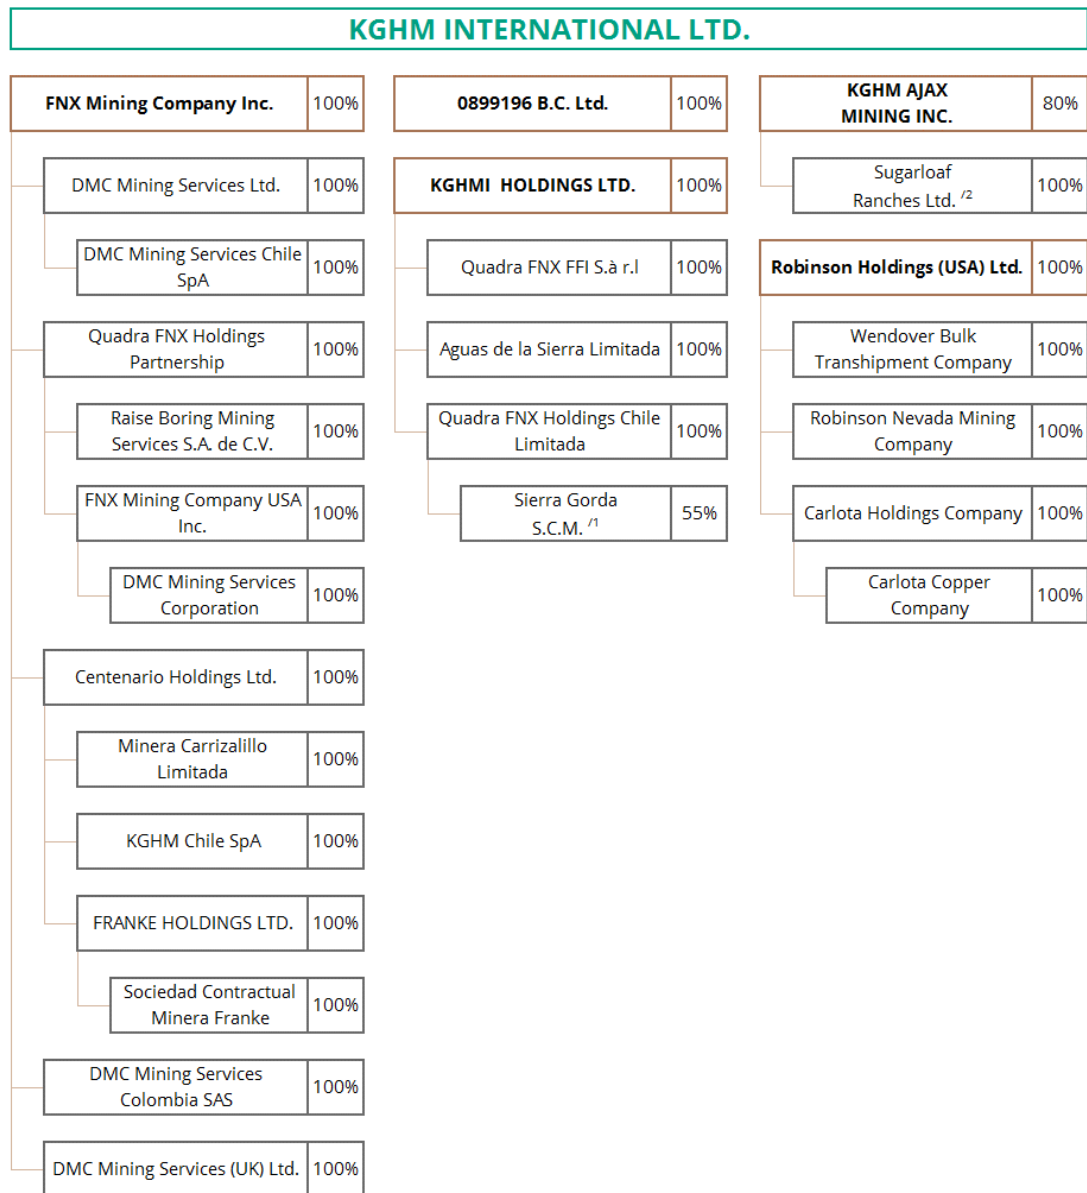 KGHM INTERNATIONAL LTD.
FNX Mining Company Inc. 100%
DMC Mining Services Ltd. 100%
DMC Mining Services Chile
SpA
100%
Quadra FNX Holdings
Partnership
100%
Raise Boring Mining
Services S.A. de C.V.
100%
FNX Mining Company USA
Inc.
100%
DMC Mining Services
Corporation
100%
Centenario Holdings Ltd. 100%
Minera Carrizalillo
Limitada
100%
KGHM Chile SpA 100%
FRANKE HOLDINGS LTD. 100%
Sociedad Contractual
Minera Franke
100%
DMC Mining Services
Colombia SAS
100%
DMC Mining Services (UK) Ltd. 100%
0899196 B.C. Ltd. 100%
KGHMI HOLDINGS LTD. 100%
Quadra FNX FFI S.à r.l 100%
Aguas de la Sierra Limitada 100%
Quadra FNX Holdings Chile
Limitada
100%
Sierra Gorda
S.C.M. /1
55%
KGHM AJAX
MINING INC.
80%
Sugarloaf
Ranches Ltd. /2
100%
Robinson Holdings (USA) Ltd. 100%
Wendover Bulk
Transhipment Company
100%
Robinson Nevada Mining
Company
100%
Carlota Holdings Company 100%
Carlota Copper
Company
100%